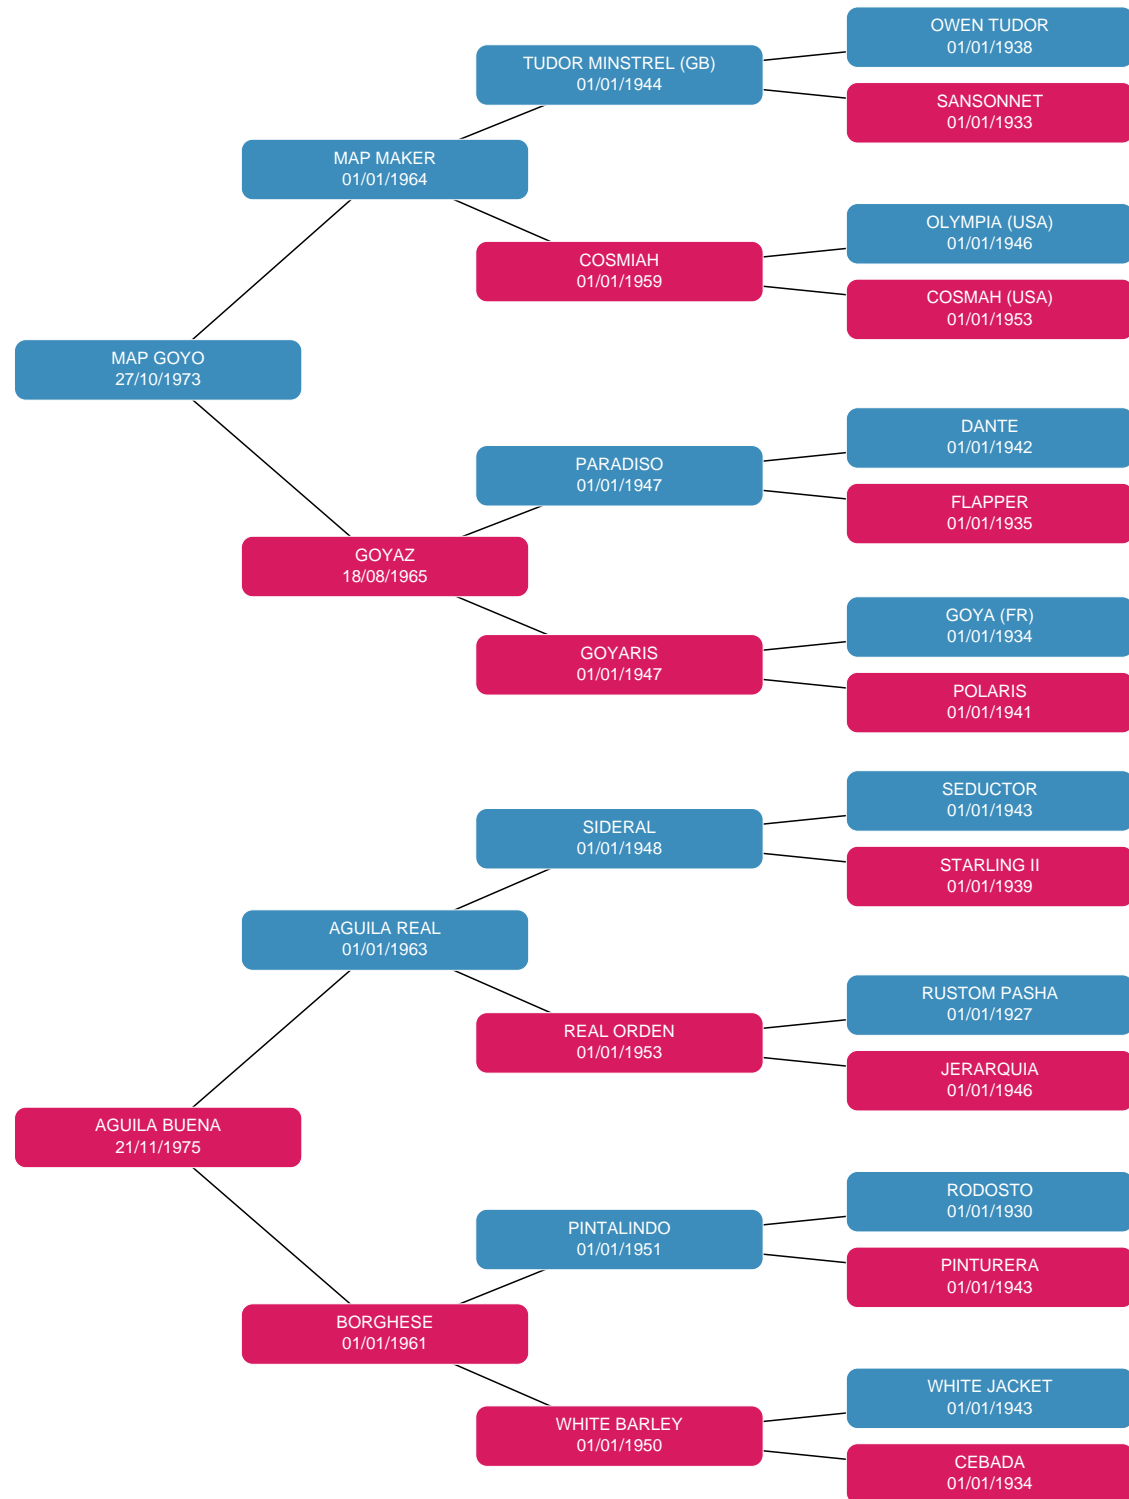 OWEN TUDOR
01/01/1938
TUDOR MINSTREL (GB)
01/01/1944
SANSONNET
01/01/1933
MAP MAKER
01/01/1964
OLYMPIA (USA)
01/01/1946
COSMIAH
01/01/1959
COSMAH (USA)
01/01/1953
MAP GOYO
27/10/1973
DANTE
01/01/1942
PARADISO
01/01/1947
FLAPPER
01/01/1935
GOYAZ
18/08/1965
GOYA (FR)
01/01/1934
GOYARIS
01/01/1947
POLARIS
01/01/1941
SEDUCTOR
01/01/1943
SIDERAL
01/01/1948
STARLING II
01/01/1939
AGUILA REAL
01/01/1963
RUSTOM PASHA
01/01/1927
REAL ORDEN
01/01/1953
JERARQUIA
01/01/1946
AGUILA BUENA
21/11/1975
RODOSTO
01/01/1930
PINTALINDO
01/01/1951
PINTURERA
01/01/1943
BORGHESE
01/01/1961
WHITE JACKET
01/01/1943
WHITE BARLEY
01/01/1950
CEBADA
01/01/1934